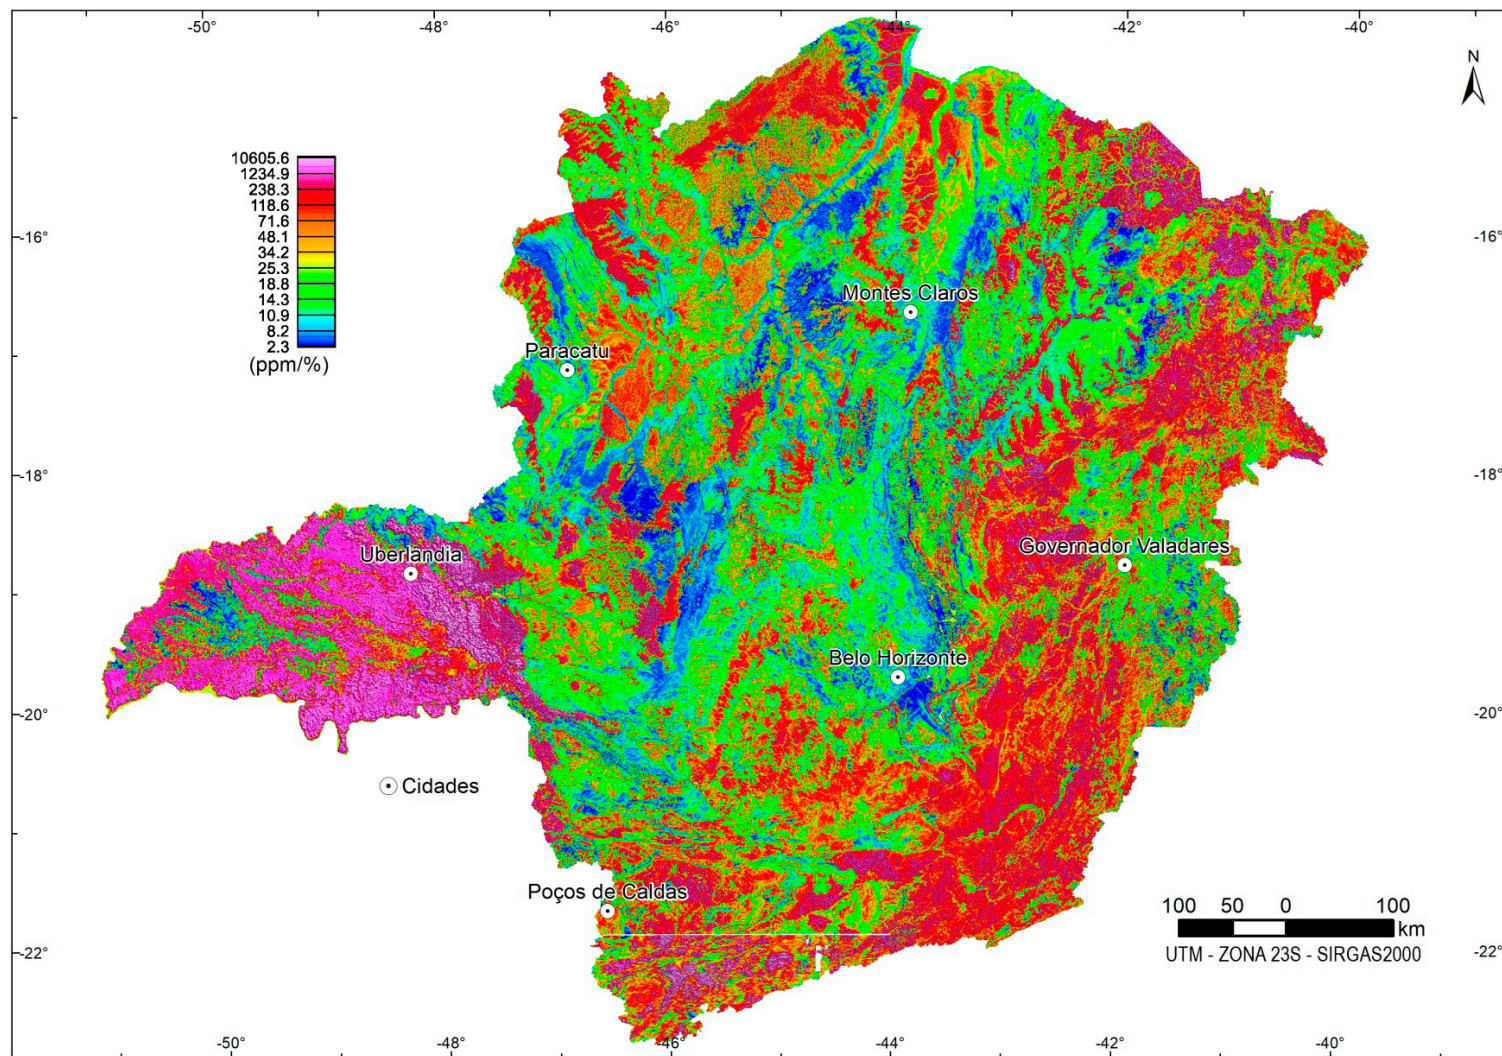 -50°
-48°
-46°
-44°
-42°
-40°
N
10605.6
1234.9
238.3
118.6
71.6
48.1
34.2
25.3
18.8
14.3
10.9
8.2
2.3
(ppm/%)
-16°
-16°
Montes Claros
Paracatu
-18°
-18°
Uberlândia
Governador Valadares
Belo Horizonte
-20°
-20°
Cidades
Poços de Caldas
100 50 0 100
km
UTM - ZONA 23S - SIRGAS2000
-22°
-22°
-50°
-48°
-46°
-44°
-42°
-40°